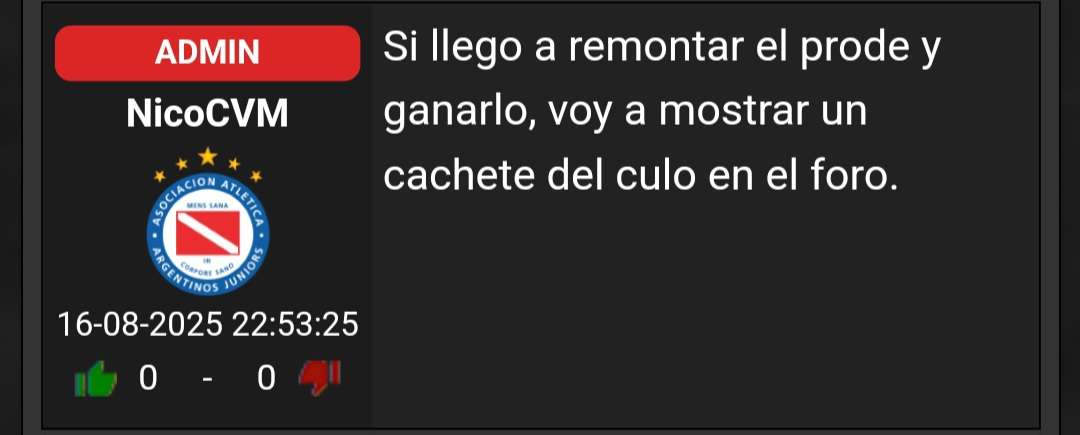 ADMIN
NicoCVM
ASOCIACION ATLETICA
MENS SANA
IN
CORPORE SANO
ARGENTINOS JUNIORS
16-08-2025 22:53:25
0 - 0
Si llego a remontar el prode y
ganarlo, voy a mostrar un
cachete del culo en el foro.